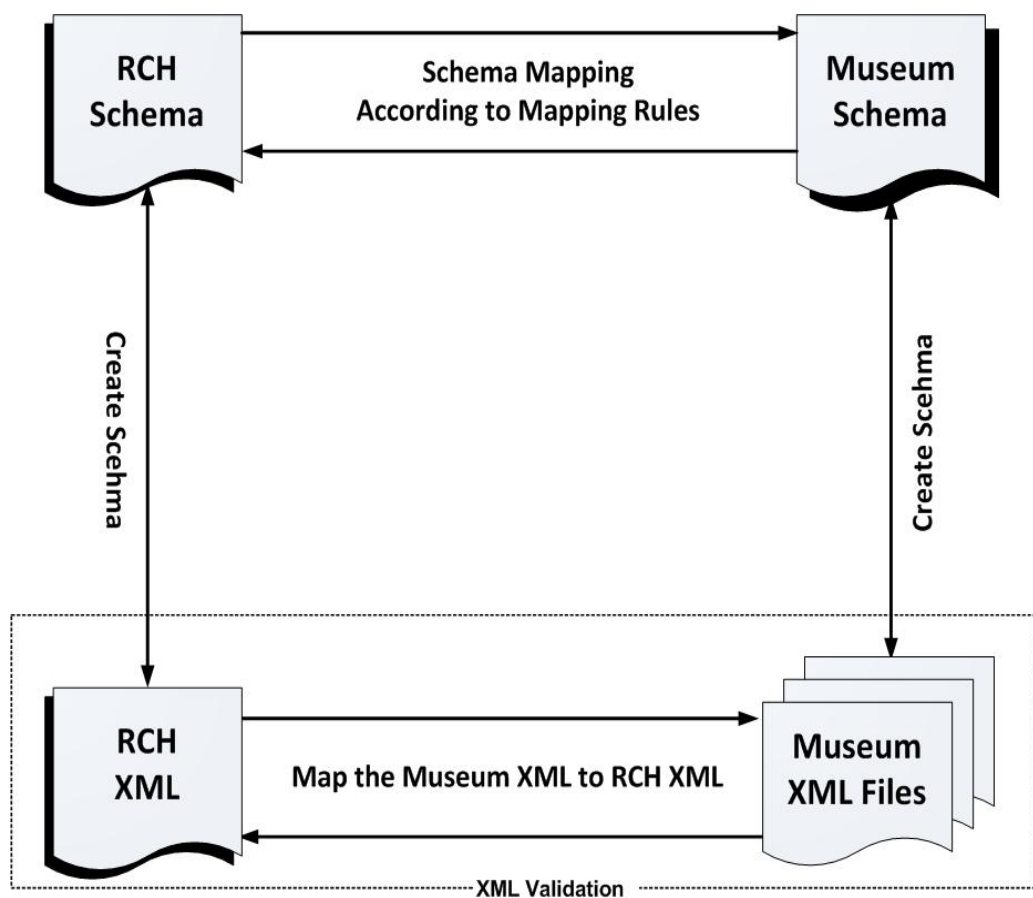 RCH
Schema
Schema Mapping
According to Mapping Rules
Museum
Schema
Create Scehma
Create Scehma
RCH
XML
Map the Museum XML to RCH XML
Museum
XML Files
XML Validation